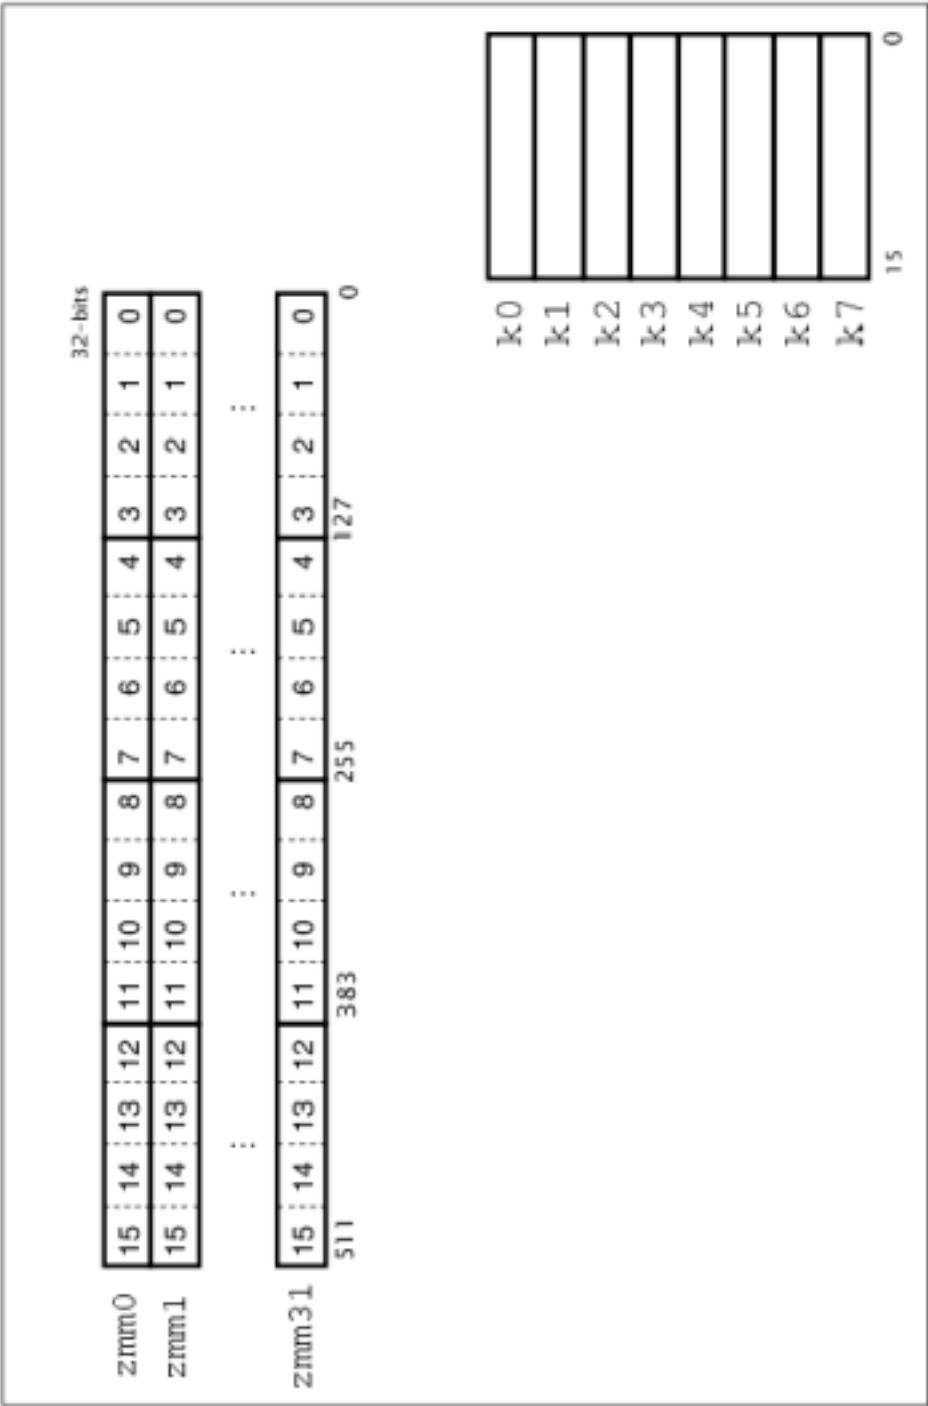 32-bits
zmm0 15 14 13 12 11 10 9 8 7 6 5 4 3 2 1 0
zmm1 15 14 13 12 11 10 9 8 7 6 5 4 3 2 1 0
⋮ ⋮ ⋮ ⋮
zmm31 15 14 13 12 11 10 9 8 7 6 5 4 3 2 1 0
511 383 255 127 0
k0
k1
k2
k3
k4
k5
k6
k7
15 0